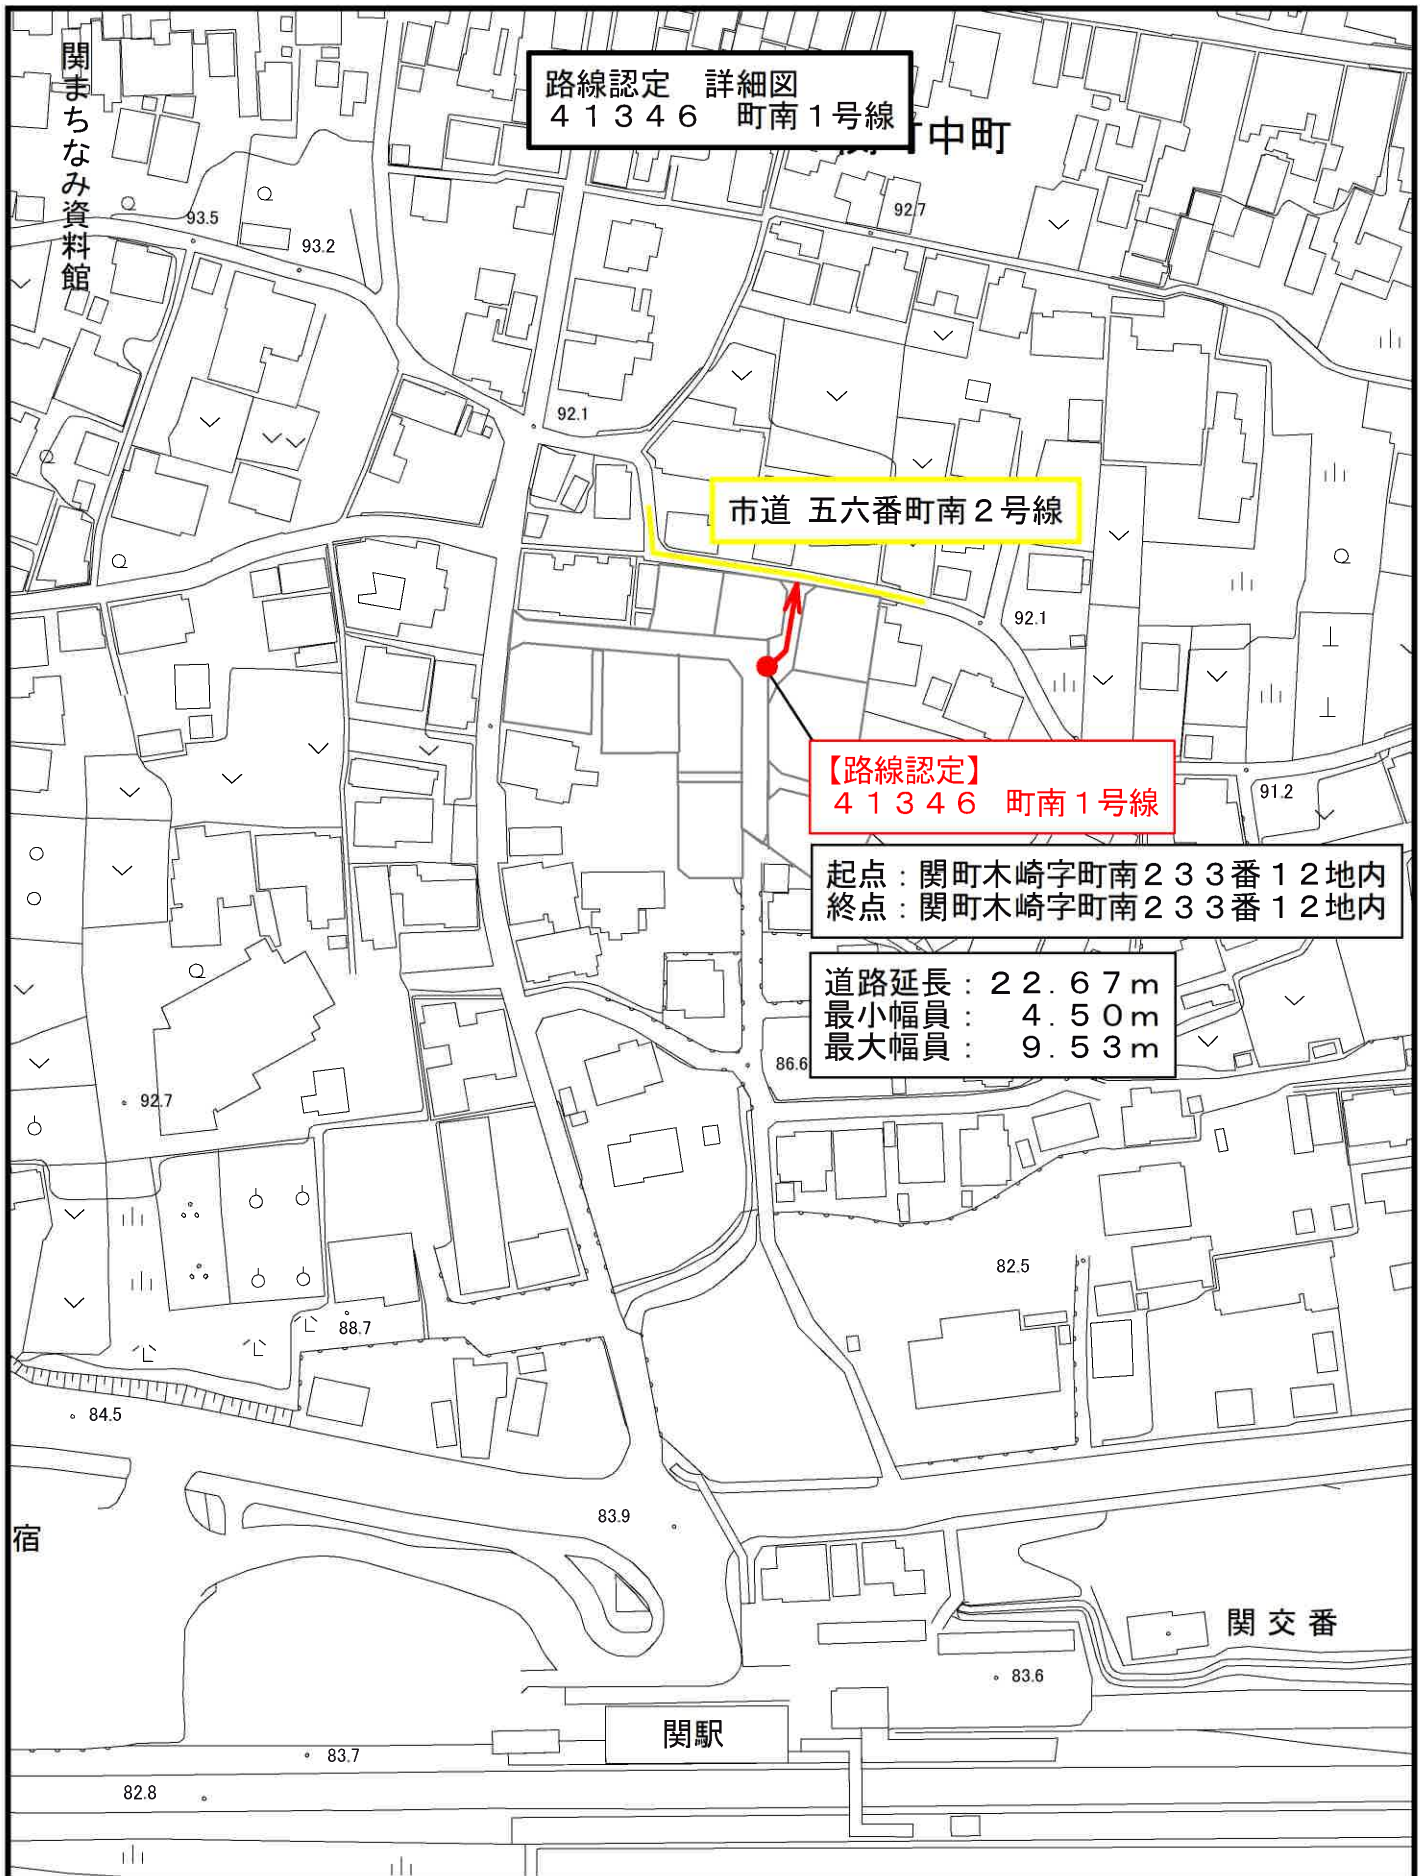 関まちなみ資料館
路線認定　詳細図
４１３４６　町南１号線
中町
93.5
93.2
92.7
92.1
市道 五六番町南２号線
92.1
【路線認定】
４１３４６　町南１号線
91.2
起点：関町木崎字町南２３３番１２地内
終点：関町木崎字町南２３３番１２地内
道路延長：２２．６７ｍ
最小幅員：　４．５０ｍ
最大幅員：　９．５３ｍ
86.6
92.7
82.5
88.7
84.5
83.9
宿
関交番
83.6
関駅
83.7
82.8